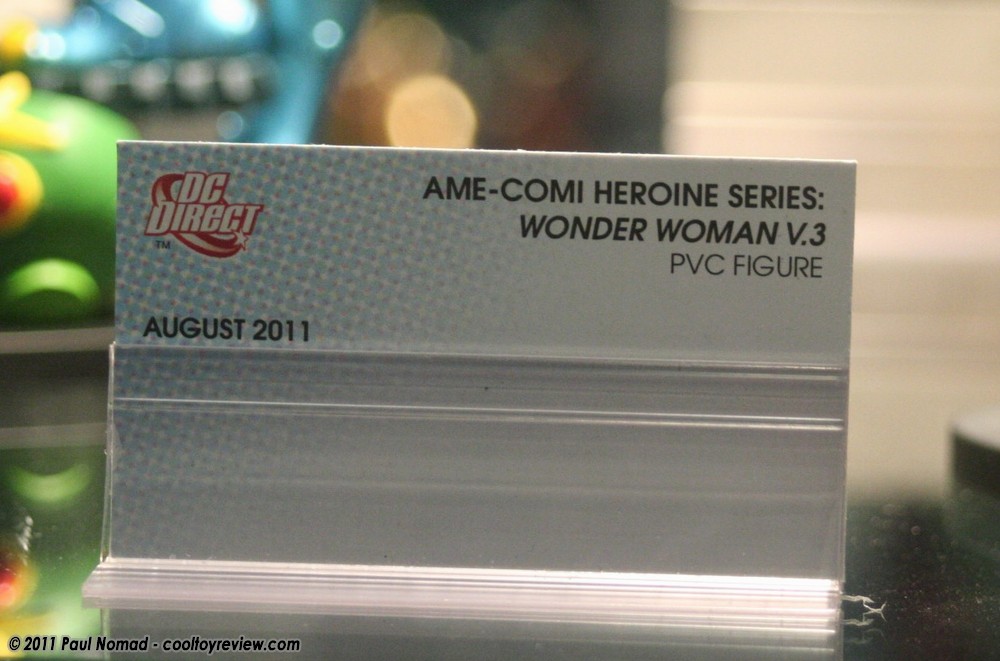 DC
DIRECT
TM
AME-COMI HEROINE SERIES:
WONDER WOMAN V.3
PVC FIGURE
AUGUST 2011
© 2011 Paul Nomad - cooltoyreview.com